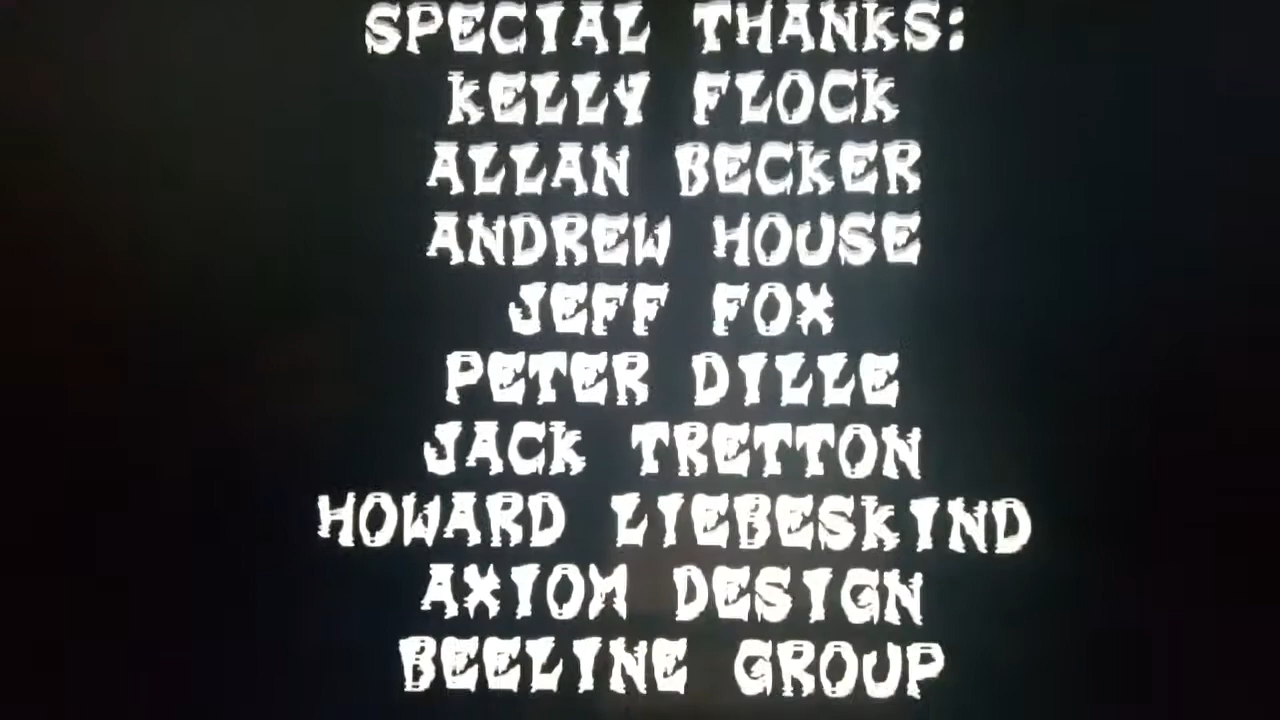 SPECIAL THANKS:
KELLY FLOCK
ALLAN BECKER
ANDREW HOUSE
JEFF FOX
PETER DILLE
JACK TRETTON
HOWARD LIEBESKIND
AXIOM DESIGN
BEELINE GROUP